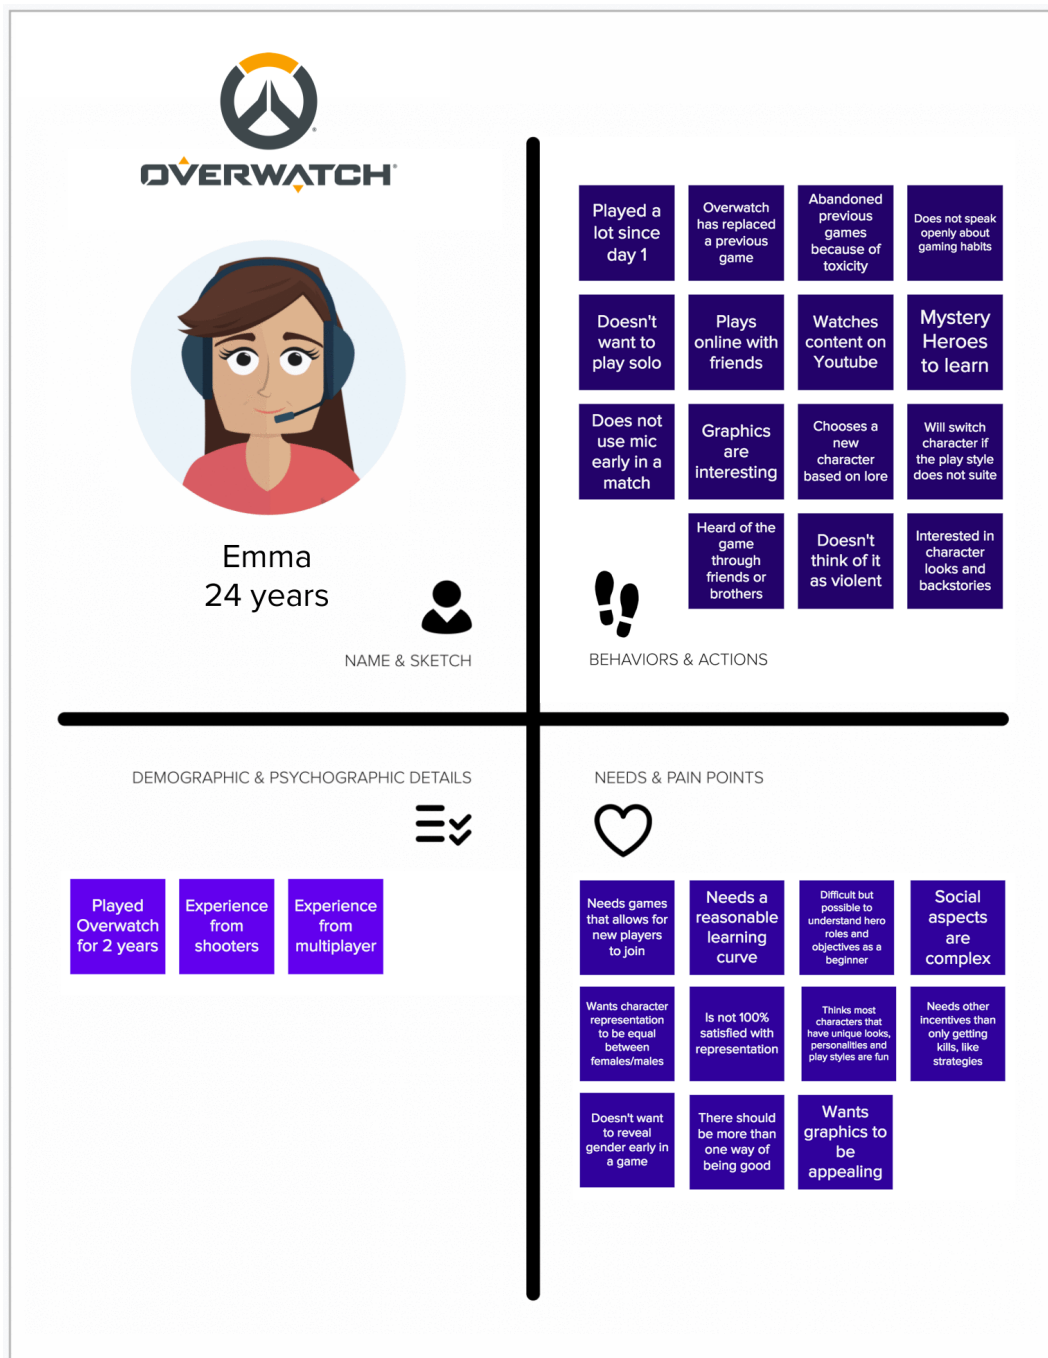 OVERWATCH
Emma
24 years
NAME & SKETCH
Played a
lot since
day 1
Overwatch
has replaced
a previous
game
Abandoned
previous
games
because of
toxicity
Does not speak
openly about
gaming habits
Doesn't
want to
play solo
Plays
online with
friends
Watches
content on
Youtube
Mystery
Heroes
to learn
Does not
use mic
early in a
match
Graphics
are
interesting
Chooses a
new
character
based on lore
Will switch
character if
the play style
does not suite
Heard of the
game
through
friends or
brothers
Doesn't
think of it
as violent
Interested in
character
looks and
backstories
BEHAVIORS & ACTIONS
DEMOGRAPHIC & PSYCHOGRAPHIC DETAILS
Played
Overwatch
for 2 years
Experience
from
shooters
Experience
from
multiplayer
NEEDS & PAIN POINTS
Needs games
that allows for
new players
to join
Needs a
reasonable
learning
curve
Difficult but
possible to
understand hero
roles and
objectives as a
beginner
Social
aspects
are
complex
Wants character
representation
to be equal
between
females/males
Is not 100%
satisfied with
representation
Thinks most
characters that
have unique looks,
personalities and
play styles are fun
Needs other
incentives than
only getting
kills, like
strategies
Doesn't want
to reveal
gender early in
a game
There should
be more than
one way of
being good
Wants
graphics to
be
appealing